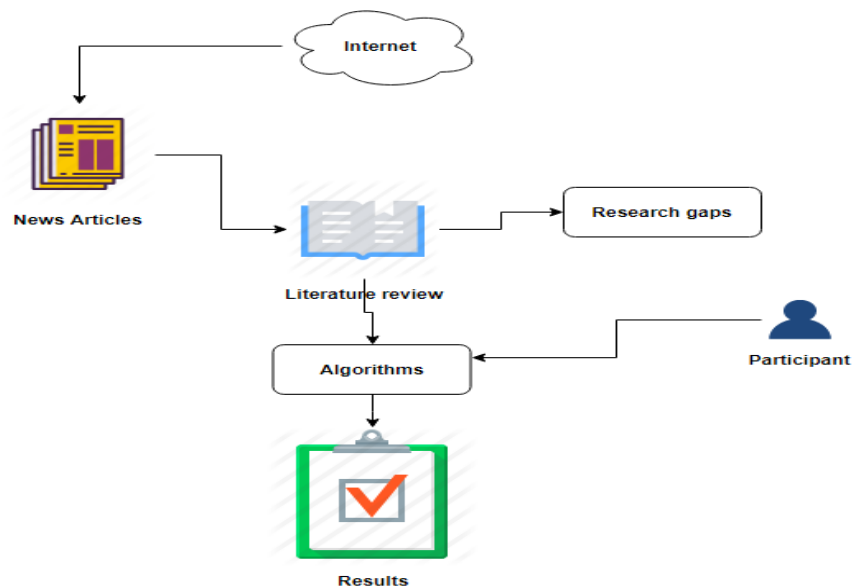 Internet
News Articles
Research gaps
Literature review
Participant
Algorithms
Results